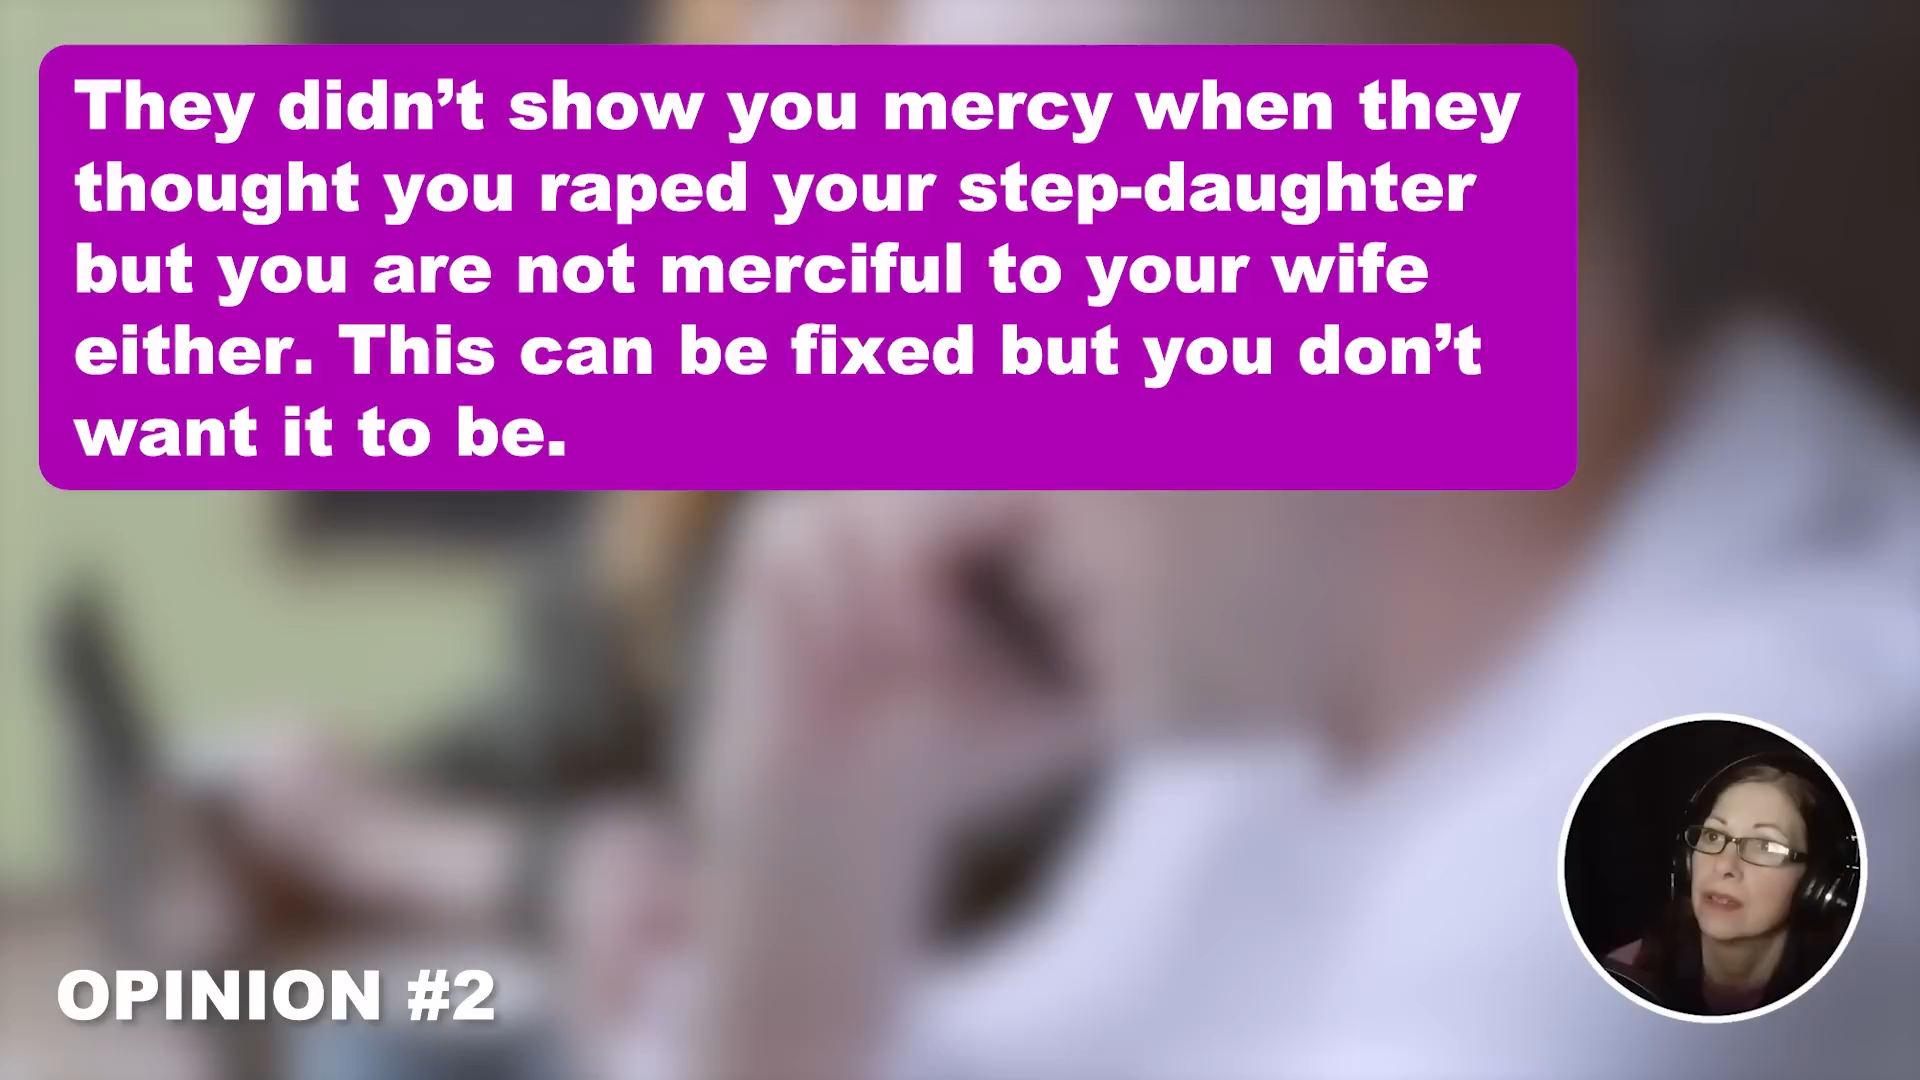 They didn’t show you mercy when they
thought you raped your step-daughter
but you are not merciful to your wife
either. This can be fixed but you don’t
want it to be.
OPINION #2